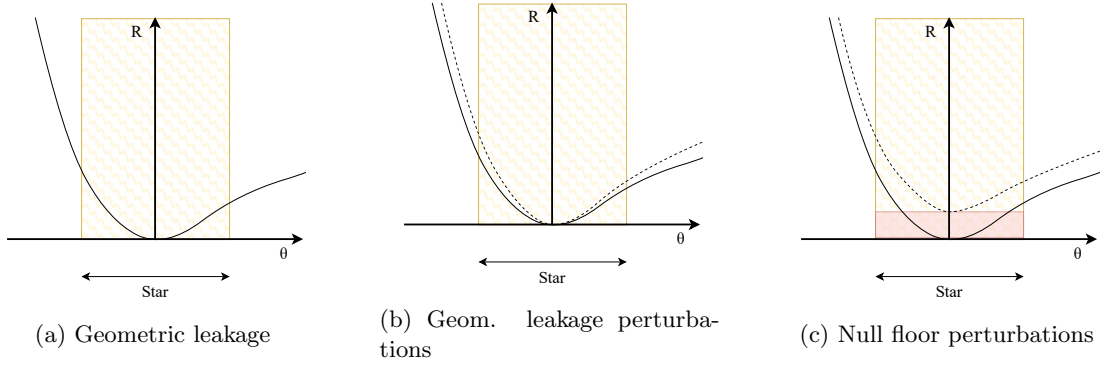 R
θ
Star
(a) Geometric leakage
R
θ
Star
(b) Geom. leakage perturba-
tions
R
θ
Star
(c) Null floor perturbations